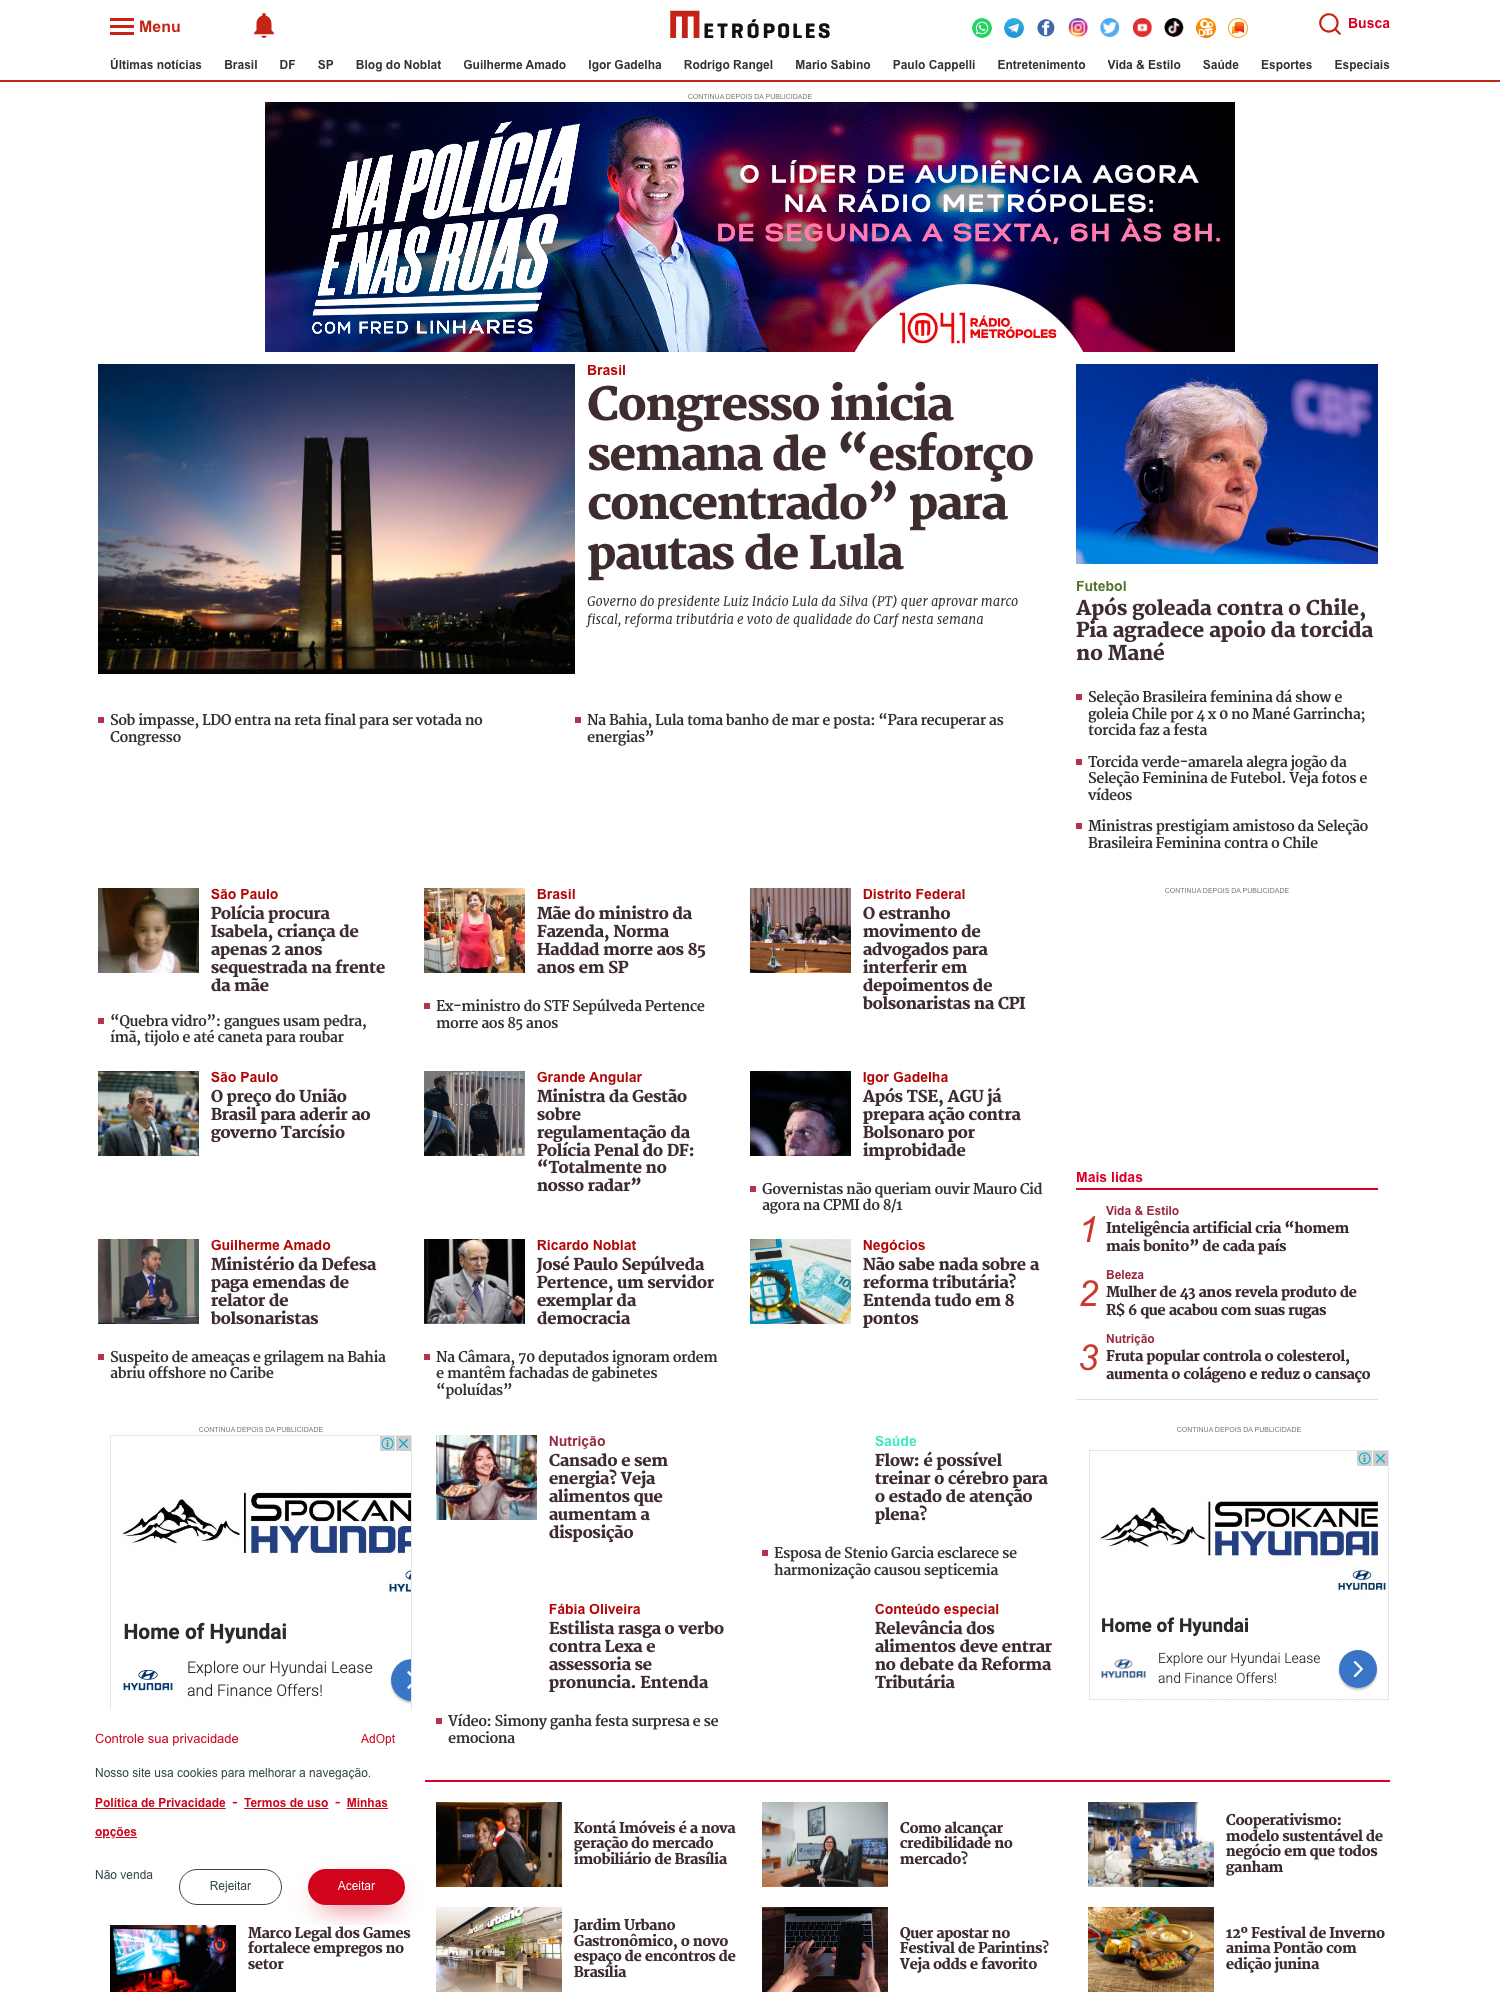 Menu
METRÓPOLES
Busca
Últimas notícias Brasil DF SP Blog do Noblat Guilherme Amado Igor Gadelha Rodrigo Rangel Mario Sabino Paulo Cappelli Entretenimento Vida & Estilo Saúde Esportes Especiais
CONTINUA DEPOIS DA PUBLICIDADE
NA POLÍCIA
E NAS RUAS
COM FRED LINHARES
O LÍDER DE AUDIÊNCIA AGORA
NA RÁDIO METRÓPOLES:
DE SEGUNDA A SEXTA, 6H ÀS 8H.
104.1 RÁDIO
METRÓPOLES
Brasil
Congresso inicia
semana de “esforço
concentrado” para
pautas de Lula
Governo do presidente Luiz Inácio Lula da Silva (PT) quer aprovar marco
fiscal, reforma tributária e voto de qualidade do Carf nesta semana
Sob impasse, LDO entra na reta final para ser votada no
Congresso
Na Bahia, Lula toma banho de mar e posta: “Para recuperar as
energias”
CBF
Futebol
Após goleada contra o Chile,
Pia agradece apoio da torcida
no Mané
Seleção Brasileira feminina dá show e
goleia Chile por 4 x 0 no Mané Garrincha;
torcida faz a festa
Torcida verde-amarela alegra jogão da
Seleção Feminina de Futebol. Veja fotos e
vídeos
Ministras prestigiam amistoso da Seleção
Brasileira Feminina contra o Chile
São Paulo
Polícia procura
Isabela, criança de
apenas 2 anos
sequestrada na frente
da mãe
“Quebra vidro”: gangues usam pedra,
ímã, tijolo e até caneta para roubar
Brasil
Mãe do ministro da
Fazenda, Norma
Haddad morre aos 85
anos em SP
Ex-ministro do STF Sepúlveda Pertence
morre aos 85 anos
Distrito Federal
O estranho
movimento de
advogados para
interferir em
depoimentos de
bolsonaristas na CPI
CONTINUA DEPOIS DA PUBLICIDADE
São Paulo
O preço do União
Brasil para aderir ao
governo Tarcísio
Grande Angular
Ministra da Gestão
sobre
regulamentação da
Polícia Penal do DF:
“Totalmente no
nosso radar”
Igor Gadelha
Após TSE, AGU já
prepara ação contra
Bolsonaro por
improbidade
Governistas não queriam ouvir Mauro Cid
agora na CPMI do 8/1
Guilherme Amado
Ministério da Defesa
paga emendas de
relator de
bolsonaristas
Suspeito de ameaças e grilagem na Bahia
abriu offshore no Caribe
Ricardo Noblat
José Paulo Sepúlveda
Pertence, um servidor
exemplar da
democracia
Na Câmara, 70 deputados ignoram ordem
e mantêm fachadas de gabinetes
“poluídas”
Negócios
Não sabe nada sobre a
reforma tributária?
Entenda tudo em 8
pontos
Mais lidas
1
Vida & Estilo
Inteligência artificial cria “homem
mais bonito” de cada país
2
Beleza
Mulher de 43 anos revela produto de
R$ 6 que acabou com suas rugas
3
Nutrição
Fruta popular controla o colesterol,
aumenta o colágeno e reduz o cansaço
CONTINUA DEPOIS DA PUBLICIDADE
SPOKANE
HYUNDAI
HYU
Home of Hyundai
HYUNDAI
Explore our Hyundai Lease
and Finance Offers!
Nutrição
Cansado e sem
energia? Veja
alimentos que
aumentam a
disposição
Saúde
Flow: é possível
treinar o cérebro para
o estado de atenção
plena?
Esposa de Stenio Garcia esclarece se
harmonização causou septicemia
Fábia Oliveira
Estilista rasga o verbo
contra Lexa e
assessoria se
pronuncia. Entenda
Vídeo: Simony ganha festa surpresa e se
emociona
Conteúdo especial
Relevância dos
alimentos deve entrar
no debate da Reforma
Tributária
CONTINUA DEPOIS DA PUBLICIDADE
SPOKANE
HYUNDAI
HYUNDAI
Home of Hyundai
HYUNDAI
Explore our Hyundai Lease
and Finance Offers!
Controle sua privacidade AdOpt
Nosso site usa cookies para melhorar a navegação.
Política de Privacidade - Termos de uso - Minhas
opções
Não venda Rejeitar Aceitar
Kontá Imóveis é a nova
geração do mercado
imobiliário de Brasília
Como alcançar
credibilidade no
mercado?
Cooperativismo:
modelo sustentável de
negócio em que todos
ganham
Marco Legal dos Games
fortalece empregos no
setor
Jardim Urbano
Gastronômico, o novo
espaço de encontros de
Brasília
Quer apostar no
Festival de Parintins?
Veja odds e favorito
12º Festival de Inverno
anima Pontão com
edição junina